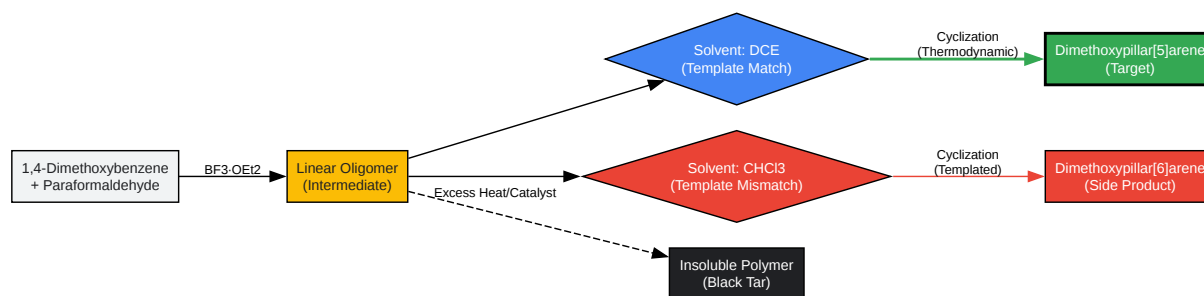 1,4-Dimethoxybenzene
+ Paraformaldehyde
BF3·OEt2
Linear Oligomer
(Intermediate)
Solvent: DCE
(Template Match)
Cyclization
(Thermodynamic)
Dimethoxypillar[5]arene
(Target)
Solvent: CHCl3
(Template Mismatch)
Cyclization
(Templated)
Dimethoxypillar[6]arene
(Side Product)
Excess Heat/Catalyst
Insoluble Polymer
(Black Tar)